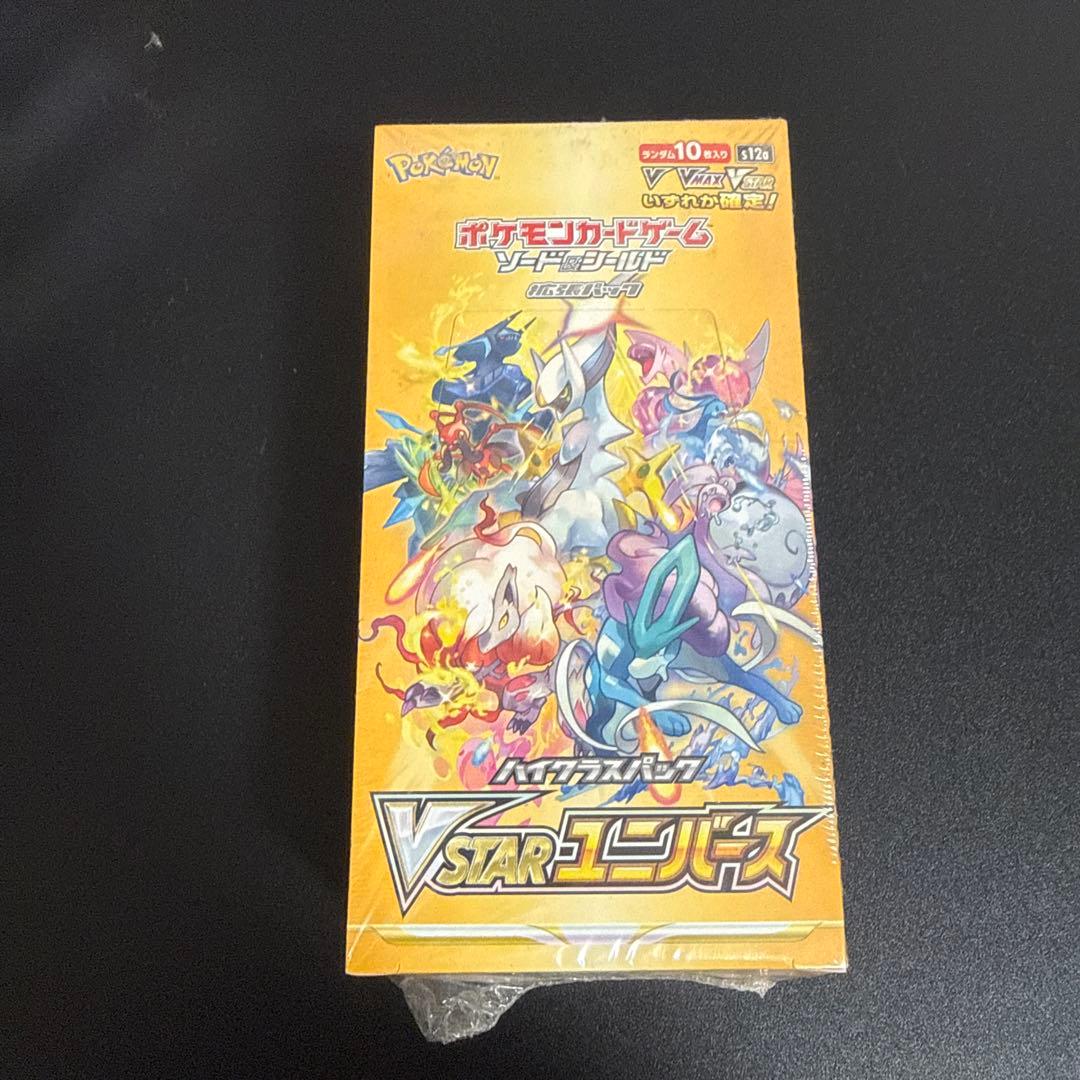 POKÉMON
ランダム10枚入り s12a
V VMAX VSTAR
いずれか確定!
ポケモンカードゲーム
ソード&シールド
拡張パック
ハイクラスパック
VSTARユニバース